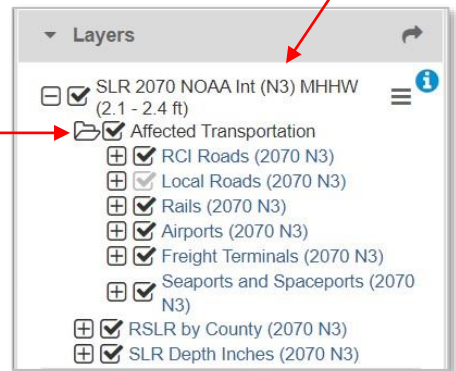 Layers
SLR 2070 NOAA Int (N3) MHHW
(2.1 - 2.4 ft)
Affected Transportation
RCI Roads (2070 N3)
Local Roads (2070 N3)
Rails (2070 N3)
Airports (2070 N3)
Freight Terminals (2070 N3)
Seaports and Spaceports (2070
N3)
RSLR by County (2070 N3)
SLR Depth Inches (2070 N3)